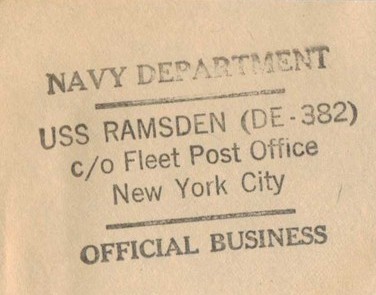 NAVY DEPARTMENT
USS RAMSDEN (DE-382)
c/o Fleet Post Office
New York City
OFFICIAL BUSINESS